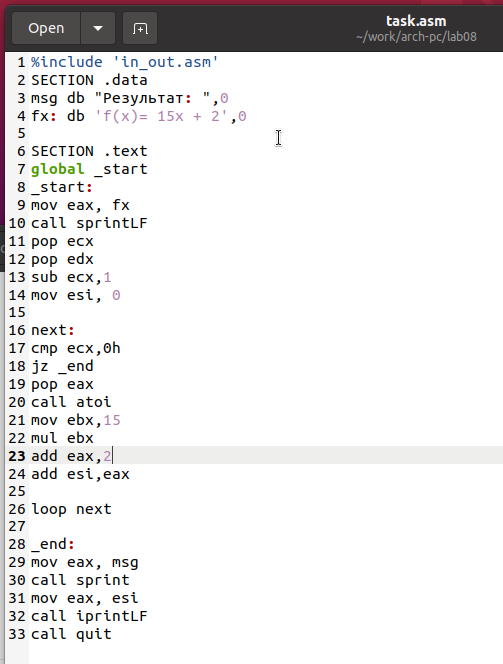 Open
task.asm
~/work/arch-pc/lab08
1 %include 'in_out.asm'
2 SECTION .data
3 msg db "Результат: ",0
4 fx: db 'f(x)= 15x + 2',0
5
6 SECTION .text
7 global _start
8 _start:
9 mov eax, fx
10 call sprintLF
11 pop ecx
12 pop edx
13 sub ecx,1
14 mov esi, 0
15
16 next:
17 cmp ecx,0h
18 jz _end
19 pop eax
20 call atoi
21 mov ebx,15
22 mul ebx
23 add eax,2
24 add esi,eax
25
26 loop next
27
28 _end:
29 mov eax, msg
30 call sprint
31 mov eax, esi
32 call iprintLF
33 call quit